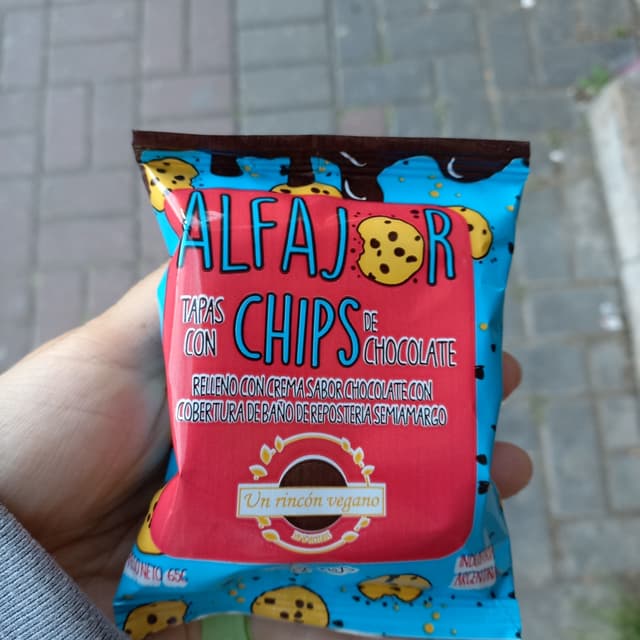 ALFAJOR
TAPAS CON CHIPS DE CHOCOLATE
RELLENO CON CREMA SABOR CHOCOLATE CON
COBERTURA DE BAÑO DE REPOSTERIA SEMIAMARGO
Un rincón vegano
NETO 65G
INDUSTRIA
ARGENTINA